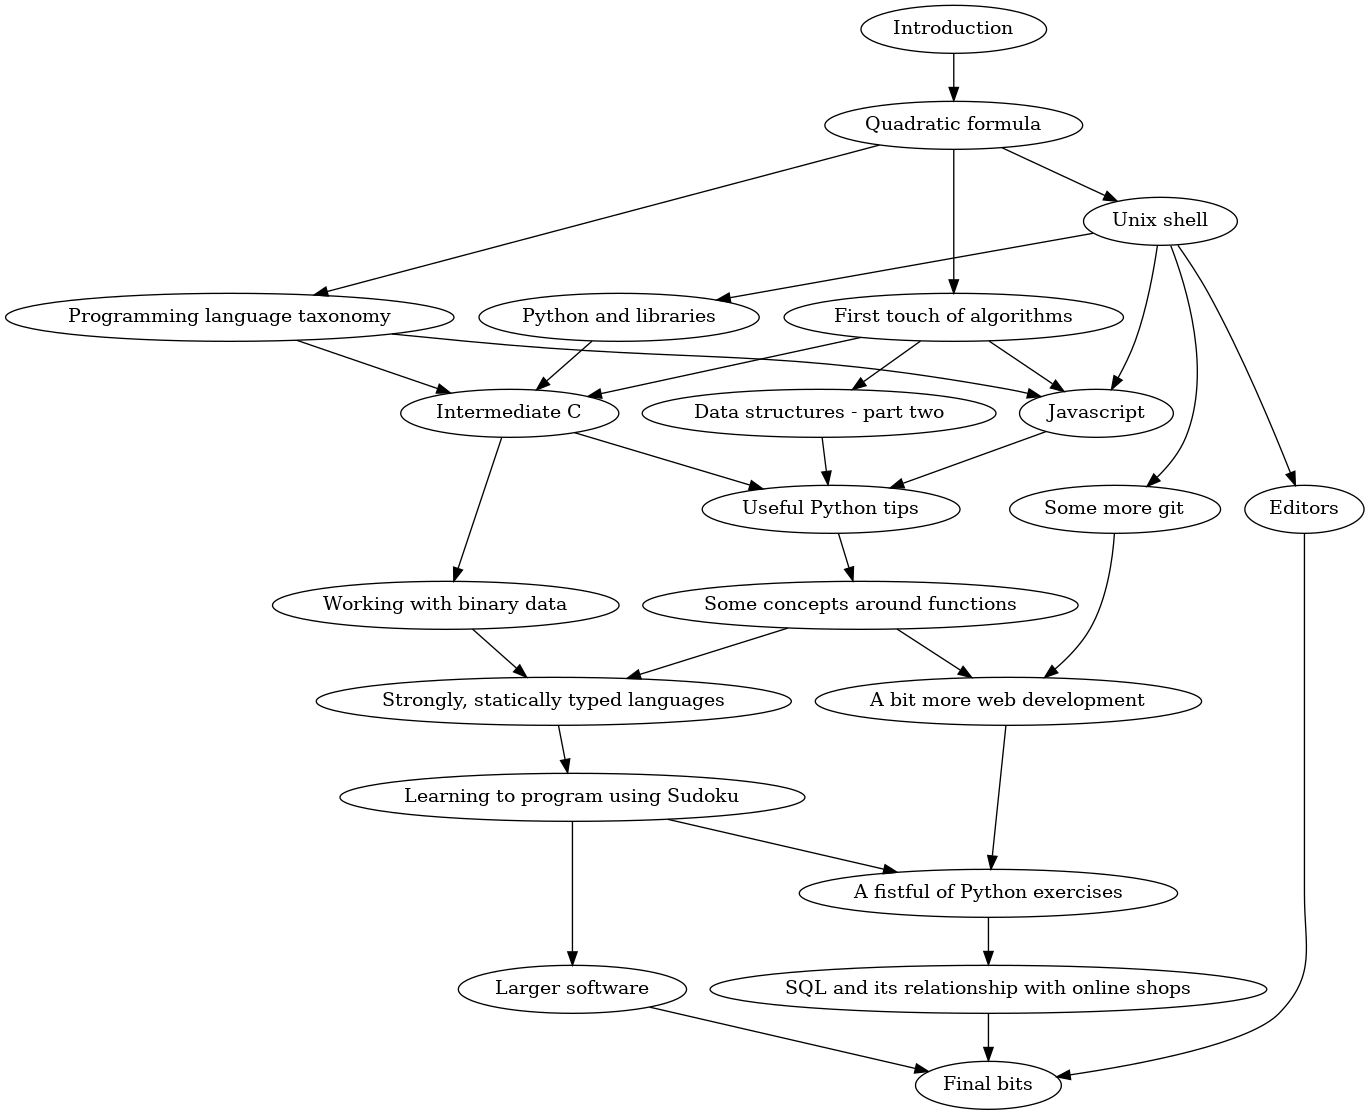 Introduction
Quadratic formula
Unix shell
Programming language taxonomy
Python and libraries
First touch of algorithms
Intermediate C
Data structures - part two
Javascript
Useful Python tips
Some more git
Editors
Working with binary data
Some concepts around functions
Strongly, statically typed languages
A bit more web development
Learning to program using Sudoku
A fistful of Python exercises
Larger software
SQL and its relationship with online shops
Final bits